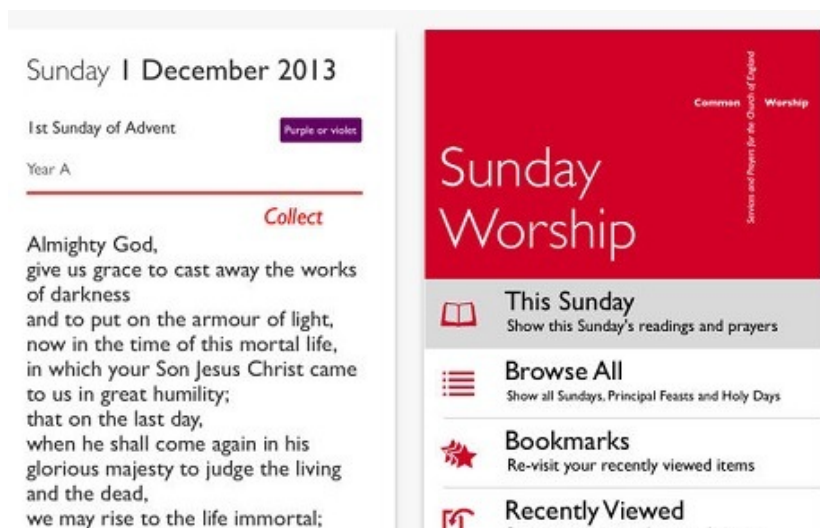 Sunday 1 December 2013
1st Sunday of Advent
Purple or violet
Year A
Collect
Almighty God,
give us grace to cast away the works
of darkness
and to put on the armour of light,
now in the time of this mortal life,
in which your Son Jesus Christ came
to us in great humility;
that on the last day,
when he shall come again in his
glorious majesty to judge the living
and the dead,
we may rise to the life immortal;
Common Worship
Services and Prayers for the Church of England
Sunday
Worship
This Sunday
Show this Sunday's readings and prayers
Browse All
Show all Sundays, Principal Feasts and Holy Days
Bookmarks
Re-visit your recently viewed items
Recently Viewed